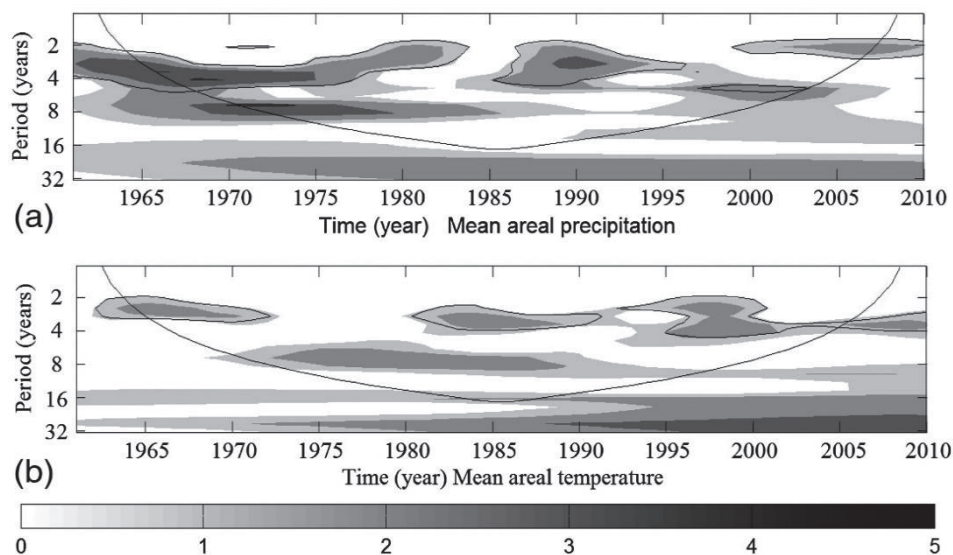 2
4
8
16
32
Period (years)
1965 1970 1975 1980 1985 1990 1995 2000 2005 2010
(a)
Time (year) Mean areal precipitation
2
4
8
16
32
Period (years)
1965 1970 1975 1980 1985 1990 1995 2000 2005 2010
(b)
Time (year) Mean areal temperature
0 1 2 3 4 5